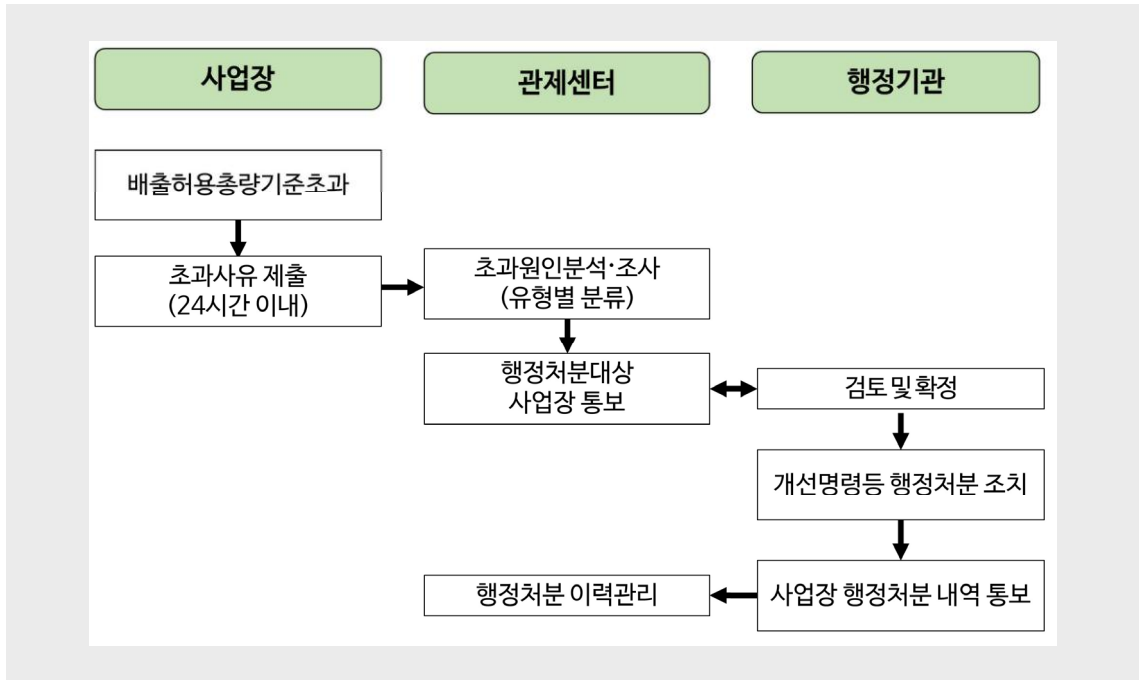 사업장
관제센터
행정기관
배출허용총량기준초과
초과사유 제출
(24시간 이내)
초과원인분석·조사
(유형별 분류)
행정처분대상
사업장 통보
검토 및 확정
개선명령등 행정처분 조치
행정처분 이력관리
사업장 행정처분 내역 통보